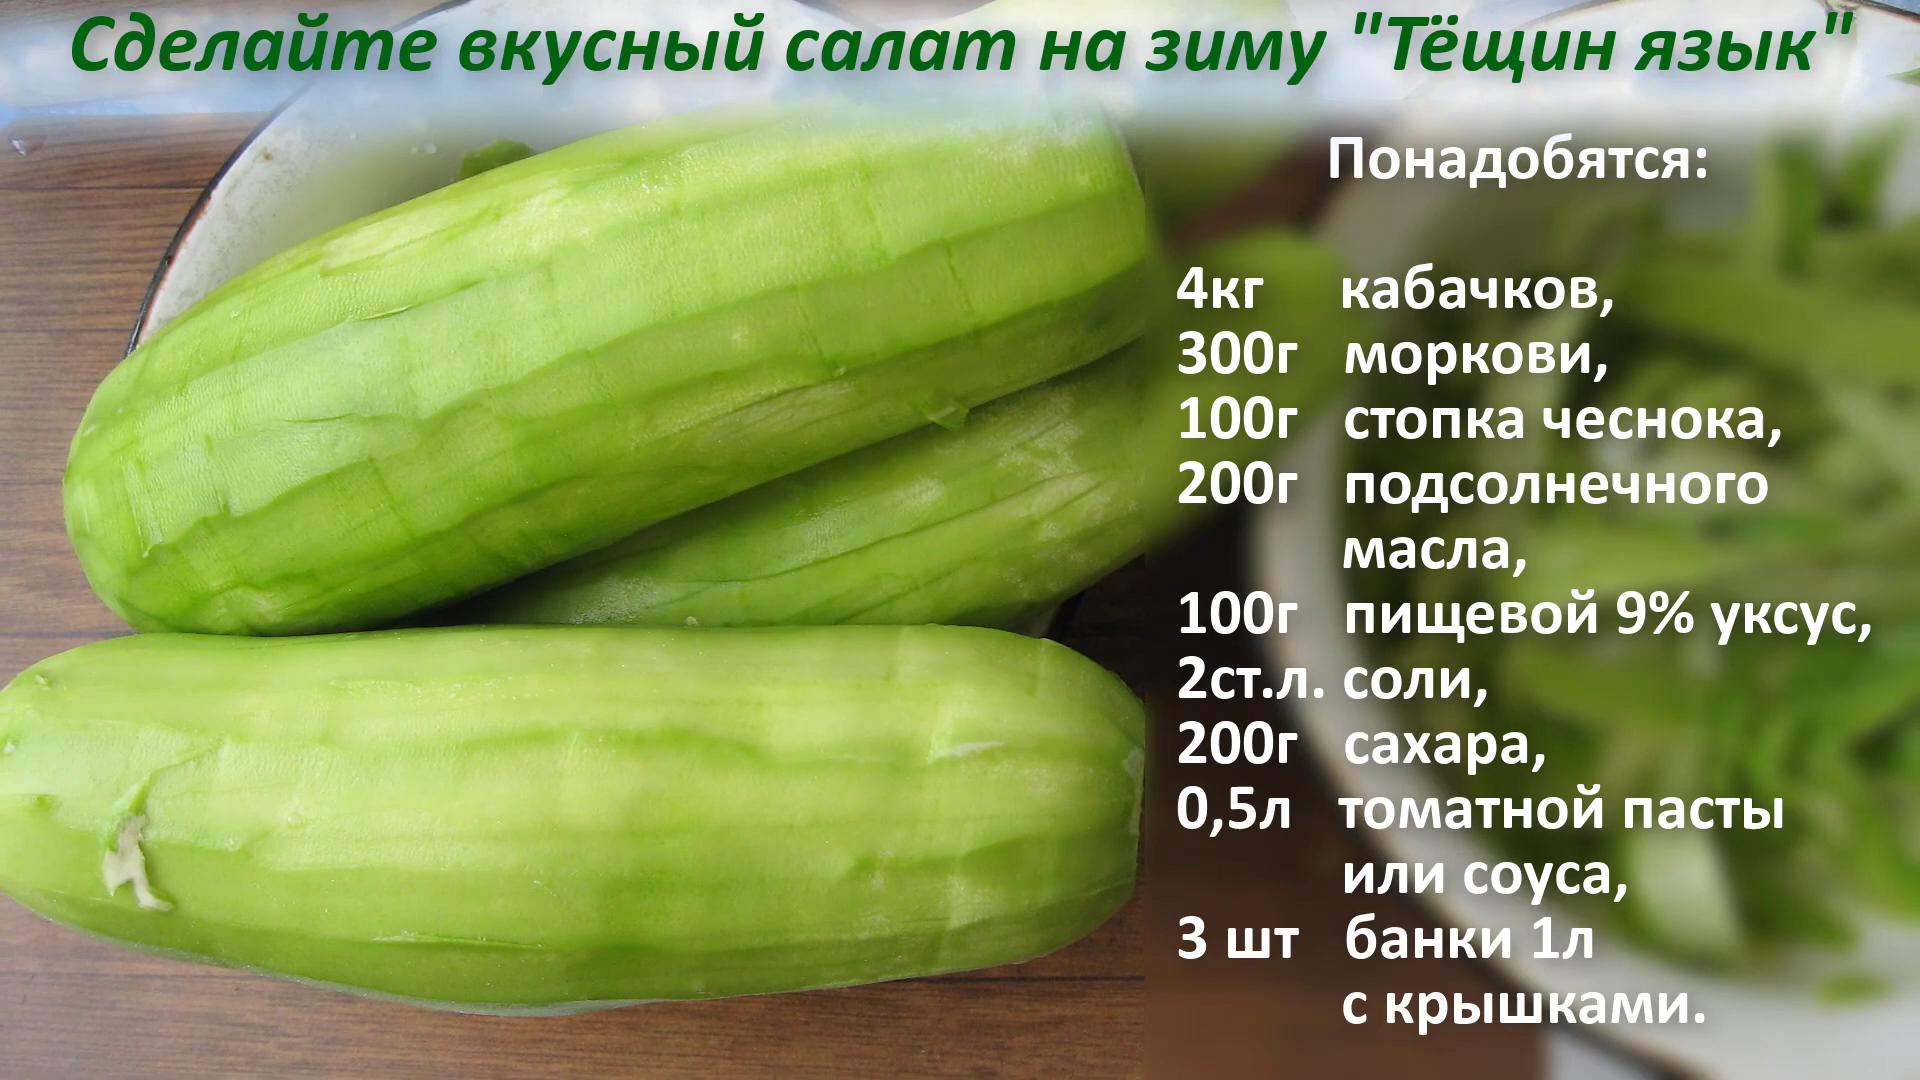 Сделайте вкусный салат на зиму "Тёщин язык"
Понадобятся:
4кг кабачков,
300г моркови,
100г стопка чеснока,
200г подсолнечного
масла,
100г пищевой 9% уксус,
2ст.л. соли,
200г сахара,
0,5л томатной пасты
или соуса,
3 шт банки 1л
с крышками.